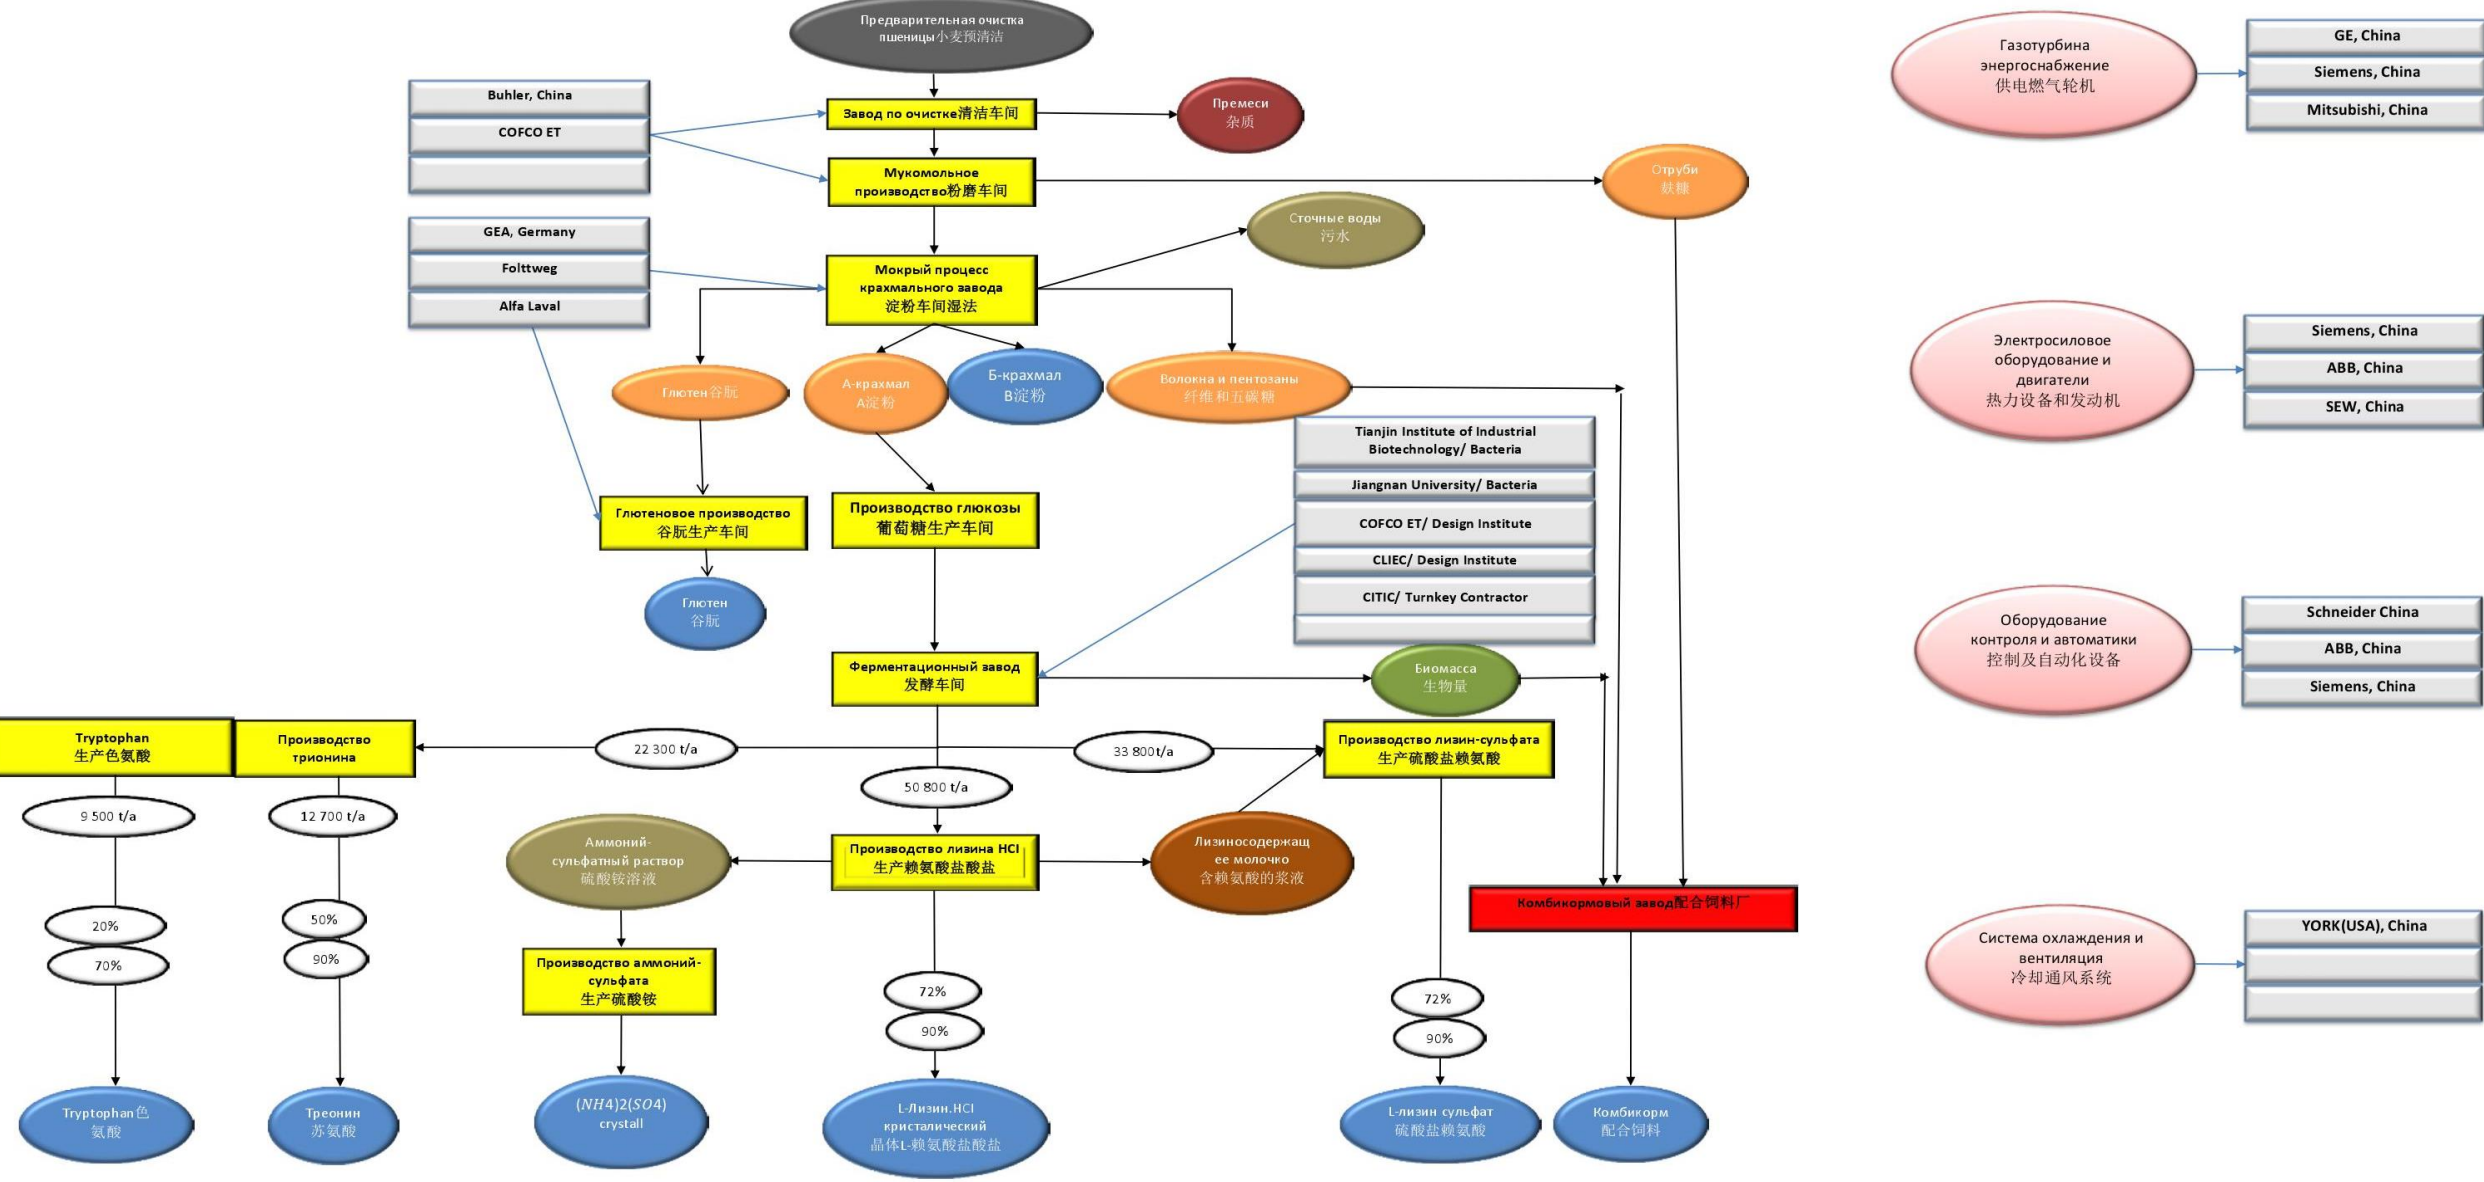 Предварительная очистка
пшеницы小麦预清洁
Buhler, China
COFCO ET
Завод по очистке清洁车间
Премеси
杂质
Мукомольное
производство粉磨车间
Отруби
麸糠
GEA, Germany
Folttweg
Alfa Laval
Сточные воды
污水
Мокрый процесс
крахмального завода
淀粉车间湿法
Глютен谷朊
А-крахмал
A淀粉
Б-крахмал
B淀粉
Волокна и пентозаны
纤维和五碳糖
Tianjin Institute of Industrial
Biotechnology/ Bacteria
Jiangnan University/ Bacteria
COFCO ET/ Design Institute
CLIEC/ Design Institute
CITIC/ Turnkey Contractor
Глютеновое производство
谷朊生产车间
Производство глюкозы
葡萄糖生产车间
Глютен
谷朊
Ферментационный завод
发酵车间
Биомасса
生物量
Tryptophan
生产色氨酸
Производство
трионина
22 300 t/a
33 800t/a
Производство лизин-сульфата
生产硫酸盐赖氨酸
50 800 t/a
9 500 t/a
12 700 t/a
Аммоний-
сульфатный раствор
硫酸铵溶液
Производство лизина HCl
生产赖氨酸盐酸盐
Лизиносодержащ
ее молочко
含赖氨酸的浆液
Комбикормовый завод配合饲料厂
20%
70%
50%
90%
Производство аммоний-
сульфата
生产硫酸铵
72%
90%
72%
90%
Tryptophan色
氨酸
Треонин
苏氨酸
(NH4)2(SO4)
crystall
L-Лизин.HCl
кристалический
晶体L-赖氨酸盐酸盐
L-лизин сульфат
硫酸盐赖氨酸
Комбикорм
配合饲料
Газотурбина
энергоснабжение
供电燃气轮机
GE, China
Siemens, China
Mitsubishi, China
Электросиловое
оборудование и
двигатели
热力设备和发动机
Siemens, China
ABB, China
SEW, China
Оборудование
контроля и автоматики
控制及自动化设备
Schneider China
ABB, China
Siemens, China
Система охлаждения и
вентиляция
冷却通风系统
YORK(USA), China